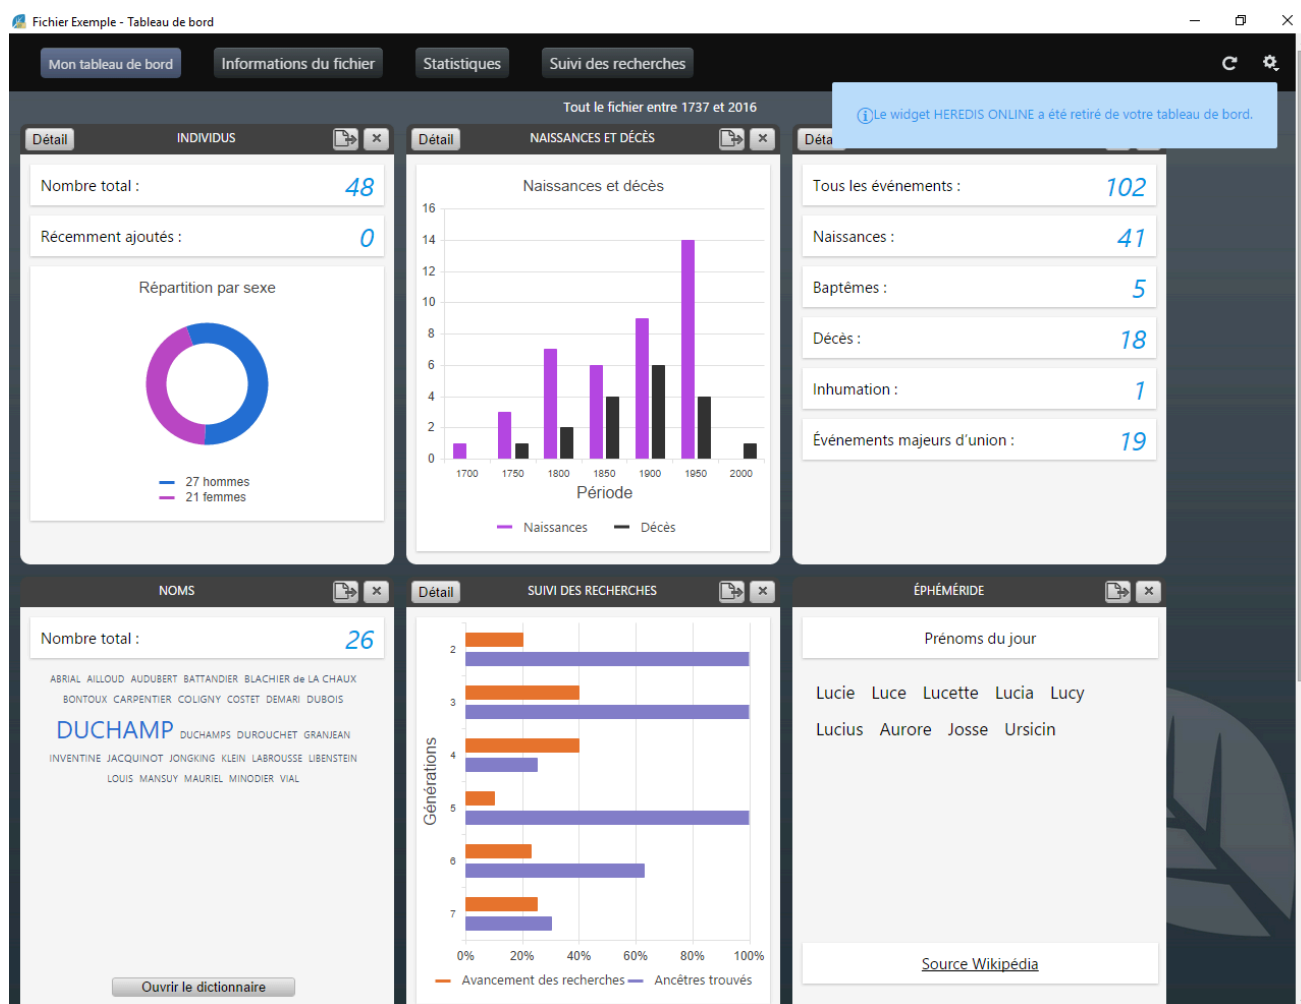 Fichier Exemple - Tableau de bord
Mon tableau de bord
Informations du fichier
Statistiques
Suivi des recherches
Tout le fichier entre 1737 et 2016
Le widget HEREDIS ONLINE a été retiré de votre tableau de bord.
Détail
INDIVIDUS
Nombre total :
48
Récemment ajoutés :
0
Répartition par sexe
27 hommes
21 femmes
Détail
NAISSANCES ET DÉCÈS
Naissances et décès
16
14
12
10
8
6
4
2
0
1700 1750 1800 1850 1900 1950 2000
Période
Naissances Décès
Déta
Tous les événements :
102
Naissances :
41
Baptêmes :
5
Décès :
18
Inhumation :
1
Événements majeurs d'union :
19
NOMS
Nombre total :
26
ABRIAL AILLOUD AUDUBERT BATTANDIER BLACHIER de LA CHAUX
BONTOUX CARPENTIER COLIGNY COSTET DEMARI DUBOIS
DUCHAMP DUCHAMPS DUROUCHET GRANJEAN
INVENTINE JACQUINOT JONGKING KLEIN LABROUSSE LIBENSTEIN
LOUIS MANSUY MAURIEL MINODIER VIAL
Ouvrir le dictionnaire
Détail
SUIVI DES RECHERCHES
Générations
2
3
4
5
6
7
0% 20% 40% 60% 80% 100%
Avancement des recherches Ancêtres trouvés
ÉPHÉMÉRIDE
Prénoms du jour
Lucie Luce Lucette Lucia Lucy
Lucius Aurore Josse Ursicin
Source Wikipédia